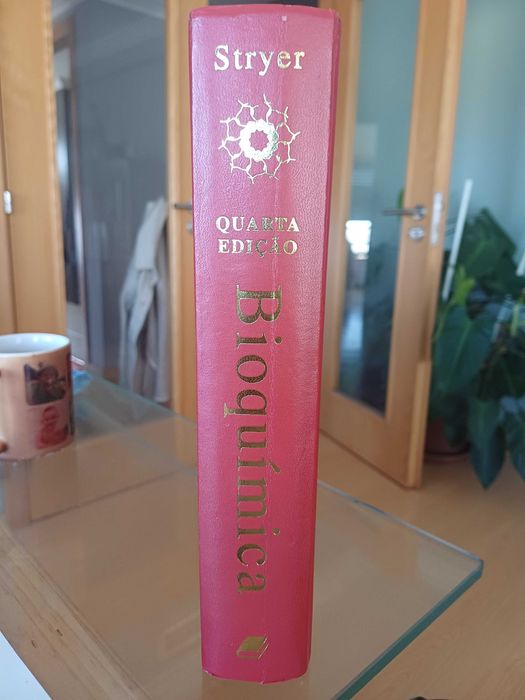 Stryer
QUARTA
EDIÇÃO
Bioquímica